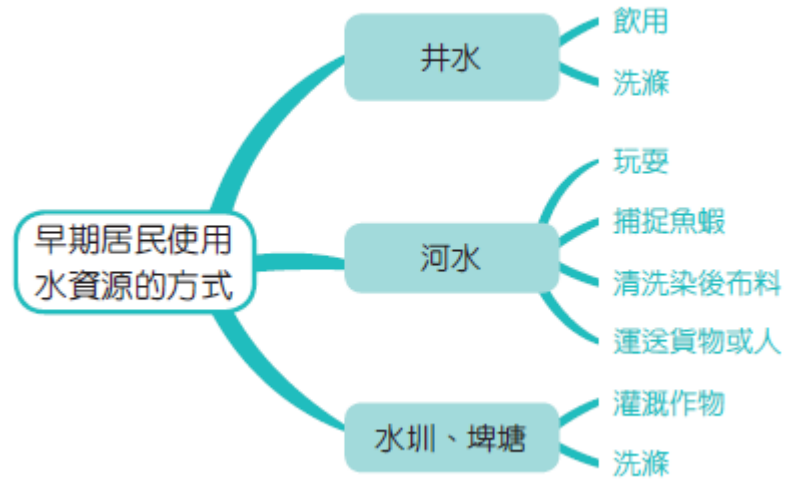 早期居民使用
水資源的方式
井水
飲用
洗滌
河水
玩耍
捕捉魚蝦
清洗染後布料
運送貨物或人
水圳、埤塘
灌溉作物
洗滌